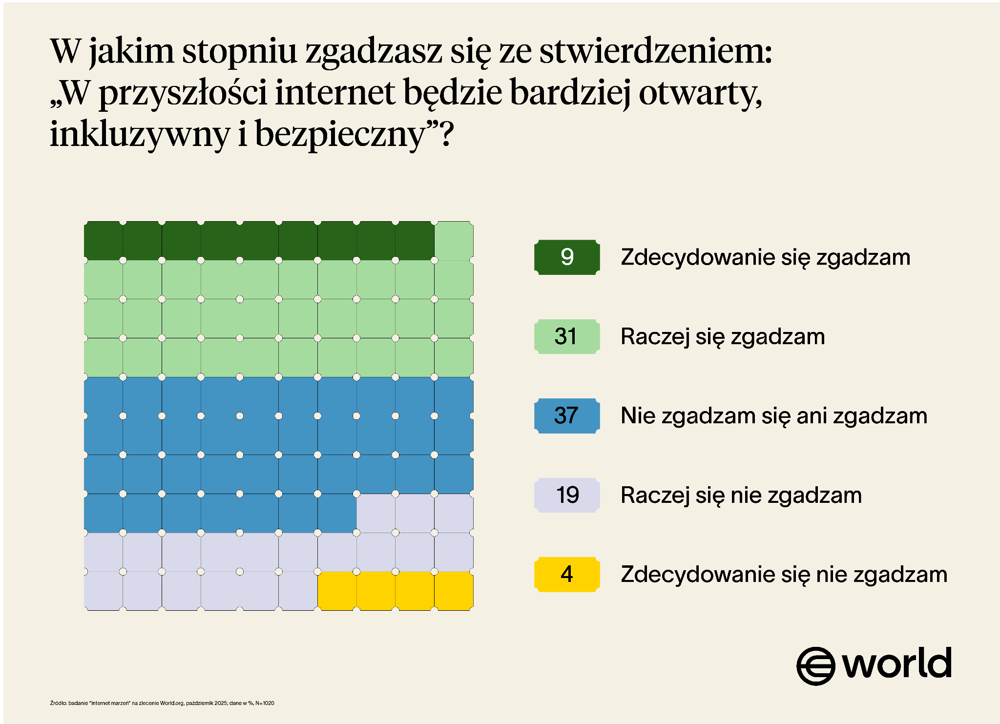 W jakim stopniu zgadzasz się ze stwierdzeniem:
„W przyszłości internet będzie bardziej otwarty,
inkluzywny i bezpieczny”?
9 Zdecydowanie się zgadzam
31 Raczej się zgadzam
37 Nie zgadzam się ani zgadzam
19 Raczej się nie zgadzam
4 Zdecydowanie się nie zgadzam
world
Źródło: badanie “Internet marzeń” na zlecenie World.org, październik 2025; dane w %, N=1020